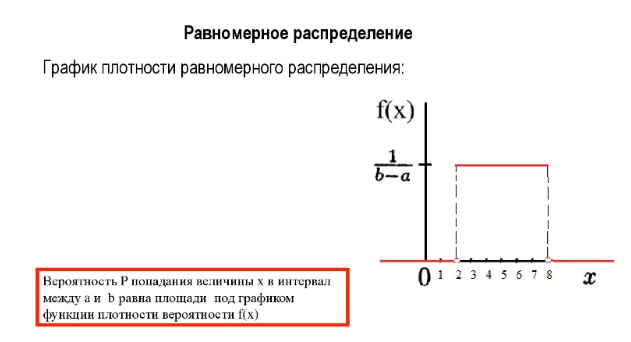 Равномерное распределение
График плотности равномерного распределения:
f(x)
1
b−a
0 1 2 3 4 5 6 7 8 x
Вероятность P попадания величины x в интервал
между a и b равна площади под графиком
функции плотности вероятности f(x)